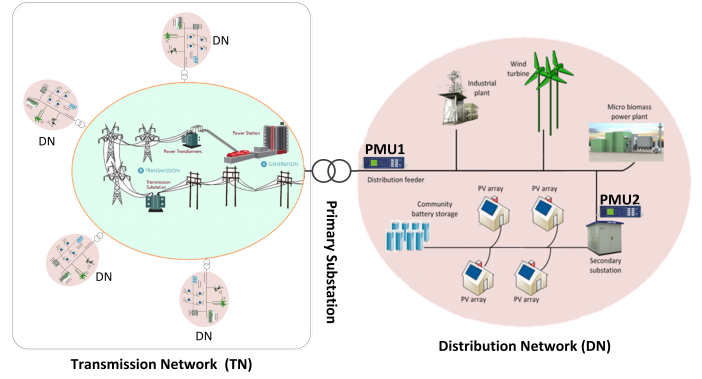 DN
DN
DN
DN
Power Station
Power Transformers
TRANSMISSION
GENERATION
Transmission
Substation
Transmission Network (TN)
Primary Substation
Industrial
plant
Wind
turbine
Micro biomass
power plant
PMU1
Distribution feeder
PMU2
Community
battery storage
PV array
PV array
PV array
PV array
Secondary
substation
Distribution Network (DN)